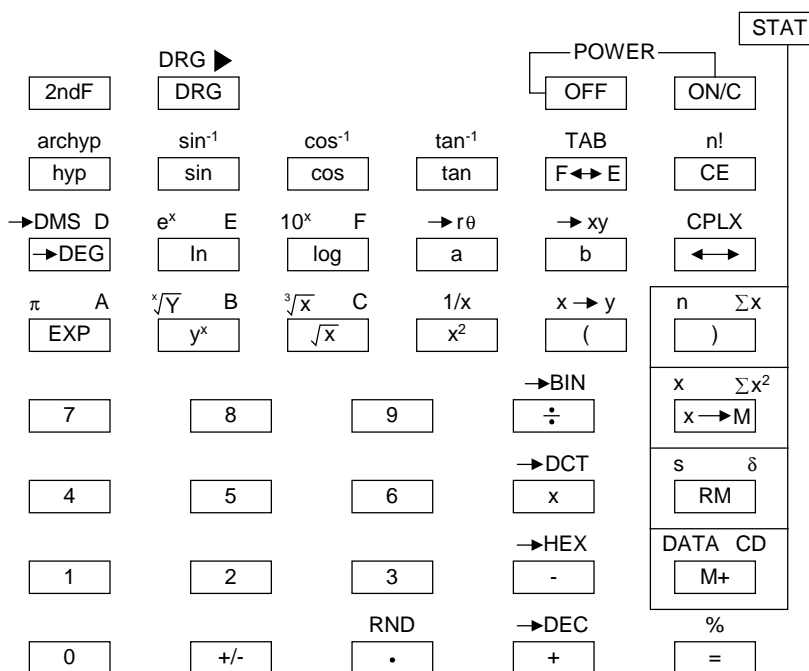 STAT
DRG ▶ POWER
2ndF DRG OFF ON/C
archyp sin⁻¹ cos⁻¹ tan⁻¹ TAB n!
hyp sin cos tan F↔E CE
→DMS D eˣ E 10ˣ F →rθ →xy CPLX
→DEG ln log a b ↔
π A ˣ√Y B ³√x C 1/x x→y n Σx
EXP yˣ √x x² ( )
→BIN x Σx²
7 8 9 ÷ x→M
→DCT s δ
4 5 6 x RM
→HEX DATA CD
1 2 3 - M+
RND →DEC %
0 +/- • + =